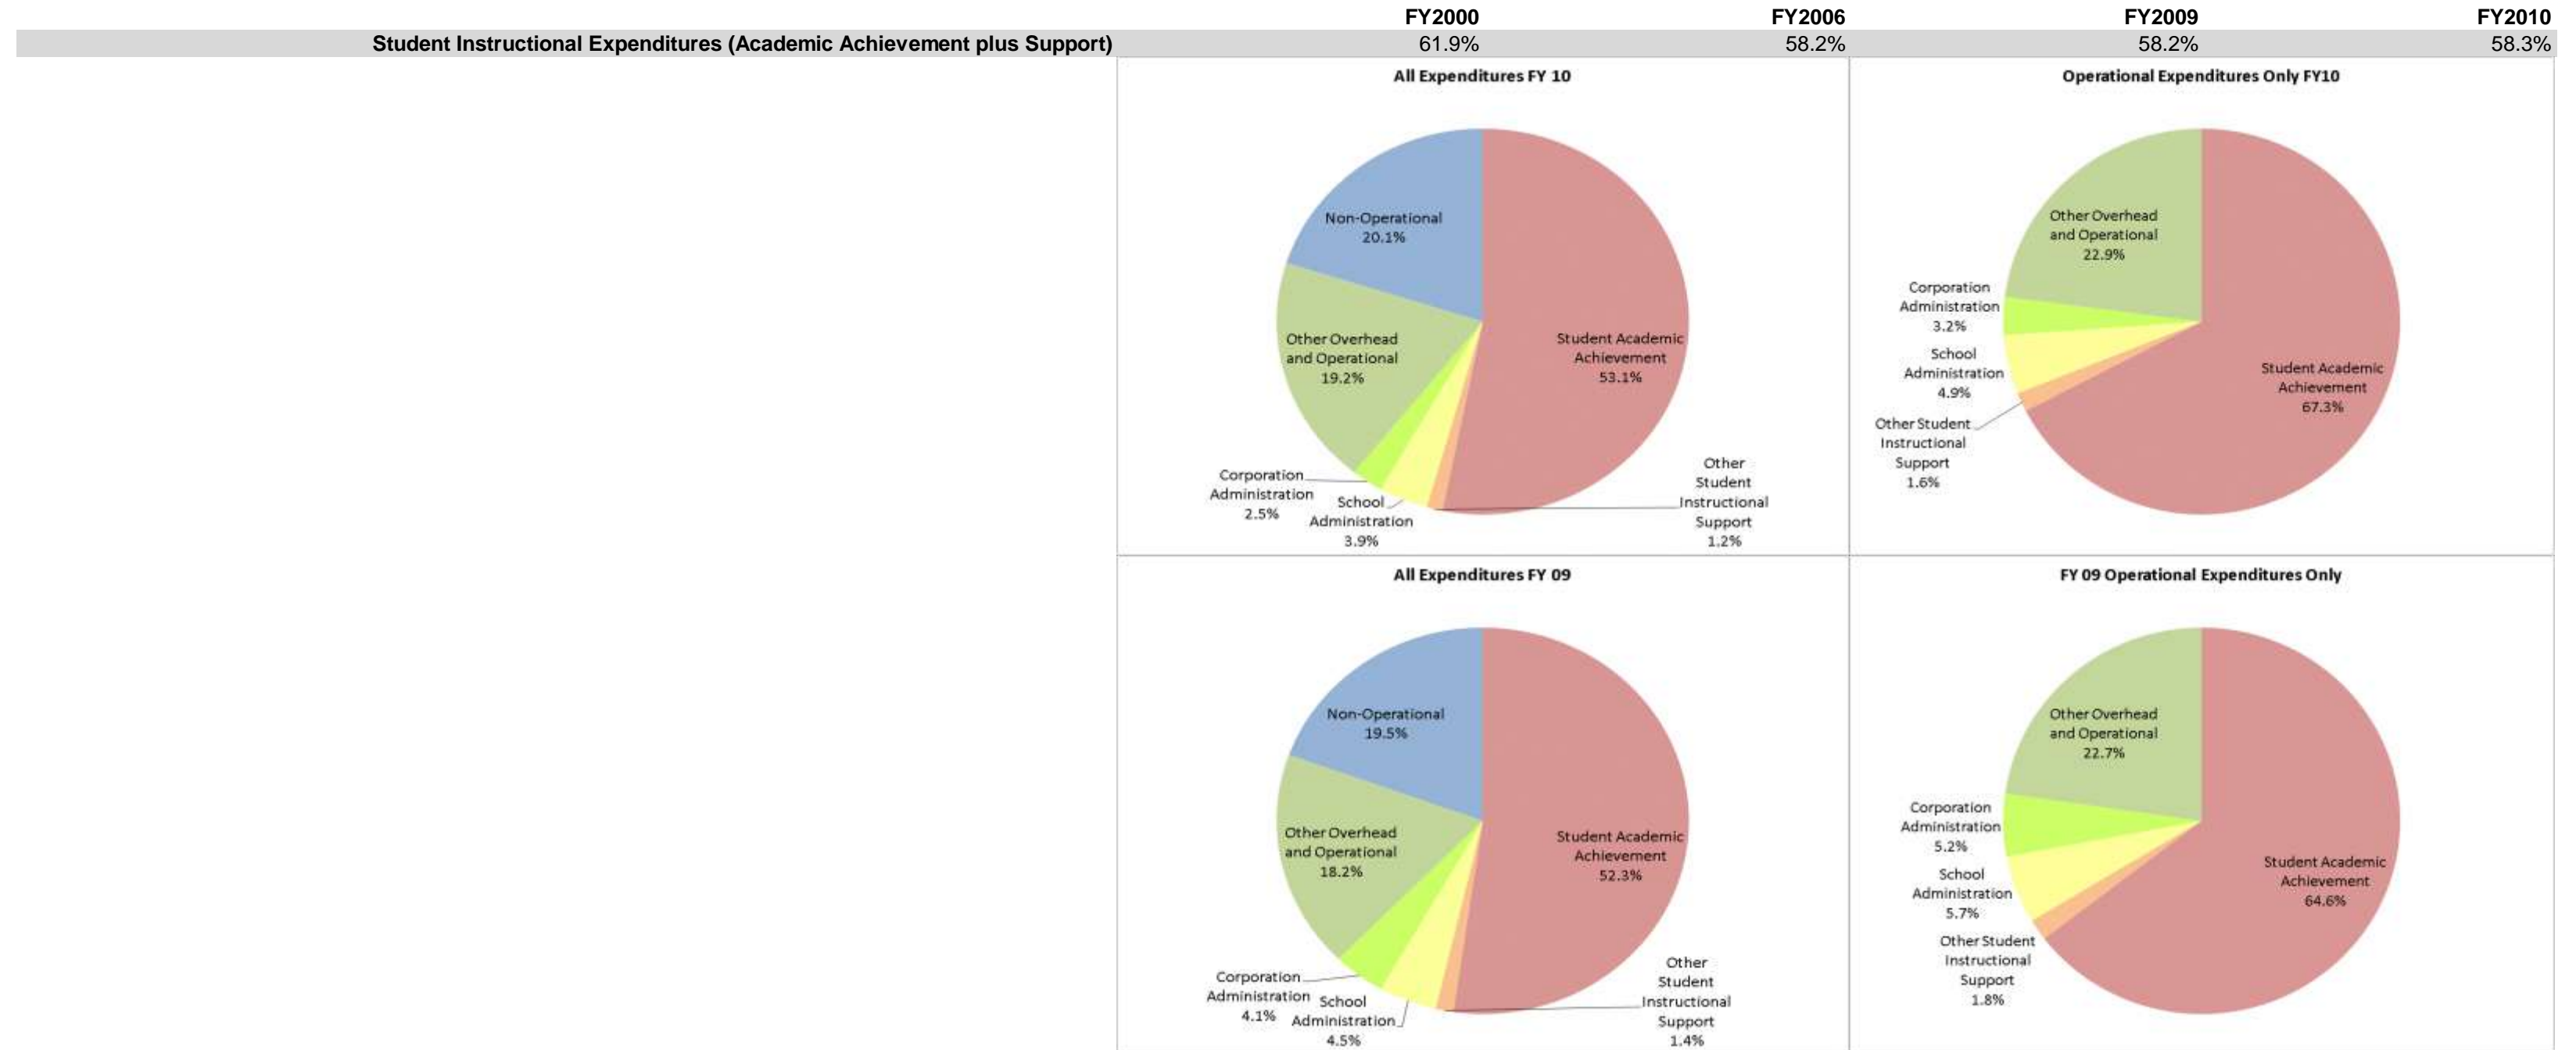 FY2000 FY2006 FY2009 FY2010
Student Instructional Expenditures (Academic Achievement plus Support) 61.9% 58.2% 58.2% 58.3%
All Expenditures FY 10
Non-Operational
20.1%
Other Overhead
and Operational
19.2%
Student Academic
Achievement
53.1%
Corporation
Administration
2.5%
School
Administration
3.9%
Other
Student
Instructional
Support
1.2%
Operational Expenditures Only FY10
Other Overhead
and Operational
22.9%
Corporation
Administration
3.2%
School
Administration
4.9%
Other Student
Instructional
Support
1.6%
Student Academic
Achievement
67.3%
All Expenditures FY 09
Non-Operational
19.5%
Other Overhead
and Operational
18.2%
Student Academic
Achievement
52.3%
Corporation
Administration
4.1%
School
Administration
4.5%
Other
Student
Instructional
Support
1.4%
FY 09 Operational Expenditures Only
Other Overhead
and Operational
22.7%
Corporation
Administration
5.2%
School
Administration
5.7%
Other Student
Instructional
Support
1.8%
Student Academic
Achievement
64.6%